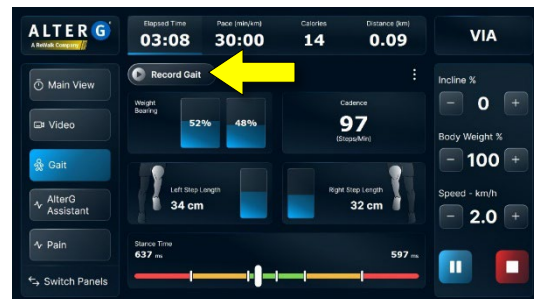 ALTER G
A ReWalk Company
Elapsed Time
03:08
Pace (min/km)
30:00
Calories
14
Distance (km)
0.09
VIA
Main View
Video
Gait
AlterG
Assistant
Pain
Switch Panels
Record Gait
Weight
Bearing
52%
48%
Cadence
97
(Steps/Min)
Left Step Length
34 cm
Right Step Length
32 cm
Stance Time
637 ms
597 ms
Incline %
- 0 +
Body Weight %
- 100 +
Speed - km/h
- 2.0 +